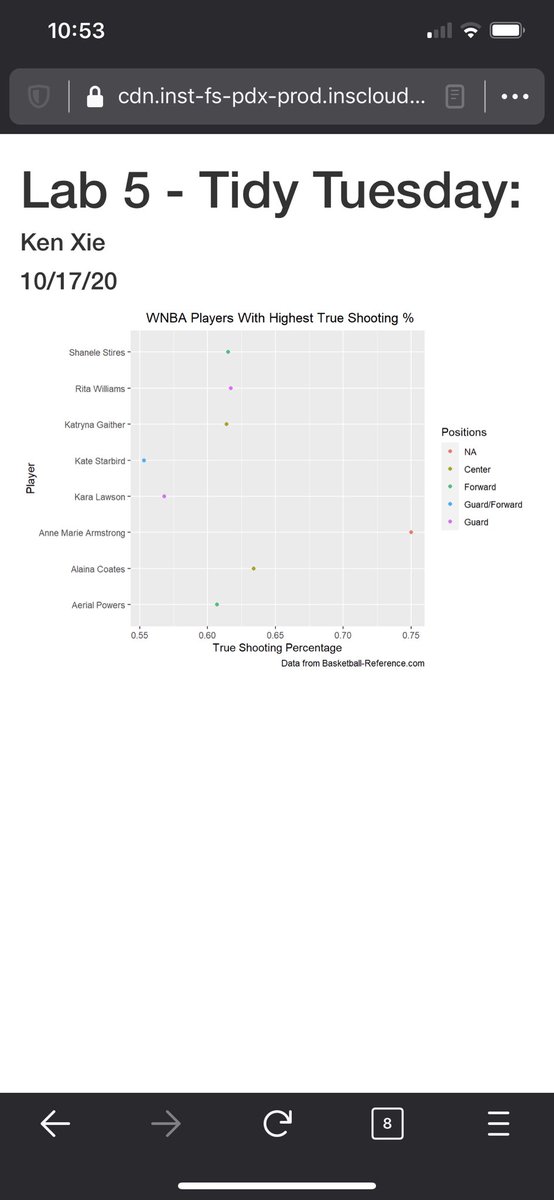 10:53
cdn.inst-fs-pdx-prod.inscloud...
Lab 5 - Tidy Tuesday:
Ken Xie
10/17/20
WNBA Players With Highest True Shooting %
Player
Shanele Stires
Rita Williams
Katryna Gaither
Kate Starbird
Kara Lawson
Anne Marie Armstrong
Alaina Coates
Aerial Powers
0.55 0.60 0.65 0.70 0.75
True Shooting Percentage
Data from Basketball-Reference.com
Positions
NA
Center
Forward
Guard/Forward
Guard
8